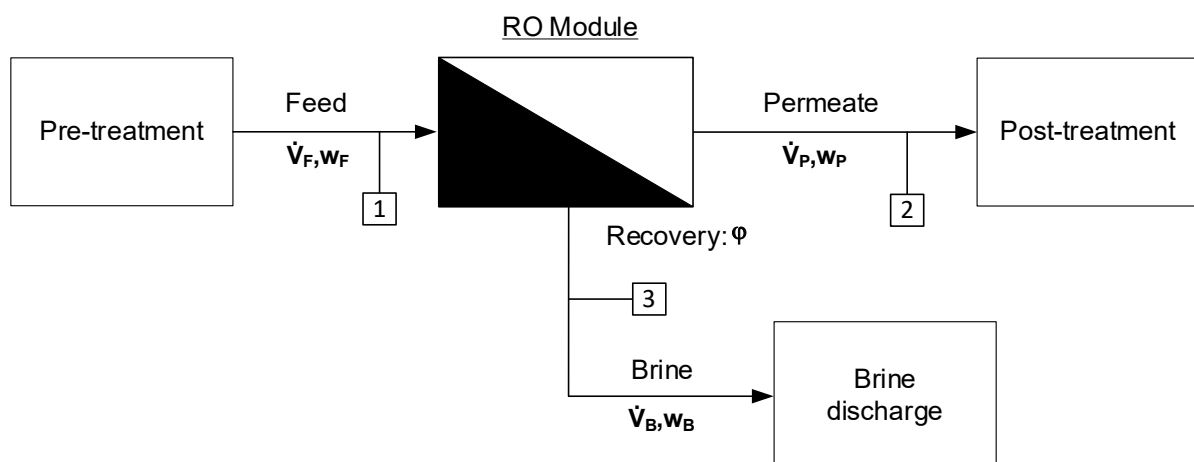 RO Module
Pre-treatment
Feed
V̇F,wF
1
Permeate
V̇P,wP
2
Post-treatment
Recovery: φ
3
Brine
V̇B,wB
Brine
discharge